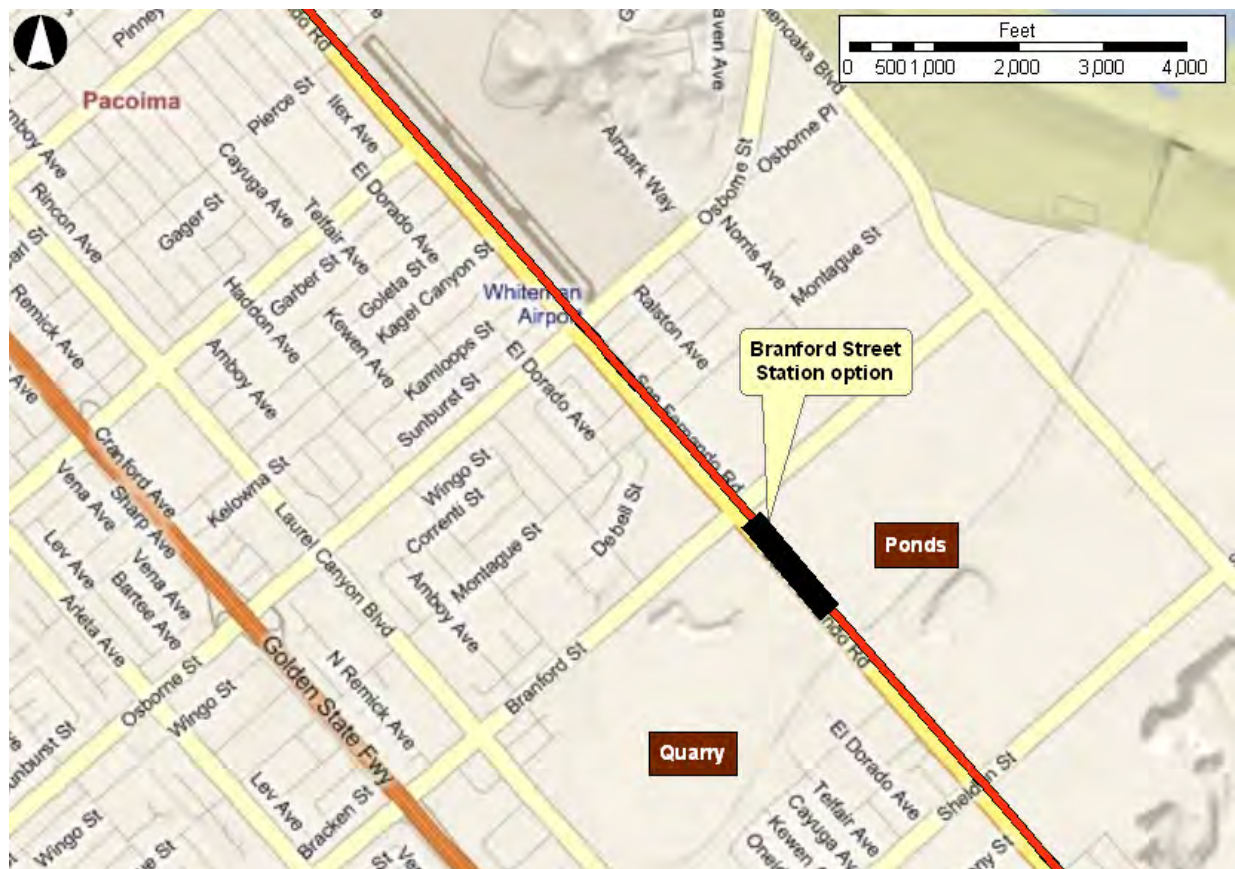 Feet
0 500 1,000 2,000 3,000 4,000
Pacoima
Pierce St
Ilex Ave
Cayuga Ave
El Dorado Ave
Gager St
Telfair Ave
Rincon Ave
Goleta St
Kagel Canyon St
Garber St
Haddon Ave
Kewen Ave
Remick Ave
Amboy Ave
Kamloops St
Sunburst St
El Dorado Ave
Whiteman
Airport
Airpark Way
Osborne St
Osborne Pl
Norris Ave
Montague St
Ralston Ave
San Fernando Rd
Branford Street
Station option
Ponds
Quarry
Cranford Ave
Sharp Ave
Vena Ave
Kelowna St
Laurel Canyon Blvd
Lev Ave
Vena Ave
Bartee Ave
Arleta Ave
Wingo St
Correnti St
Montague St
Amboy Ave
Debell St
Branford St
Golden State Fwy
N Remick Ave
Osborne St
Wingo St
Lev Ave
Bracken St
Wingo St
El Dorado Ave
Telfair Ave
Cayuga Av
Kewen
Sheldon St